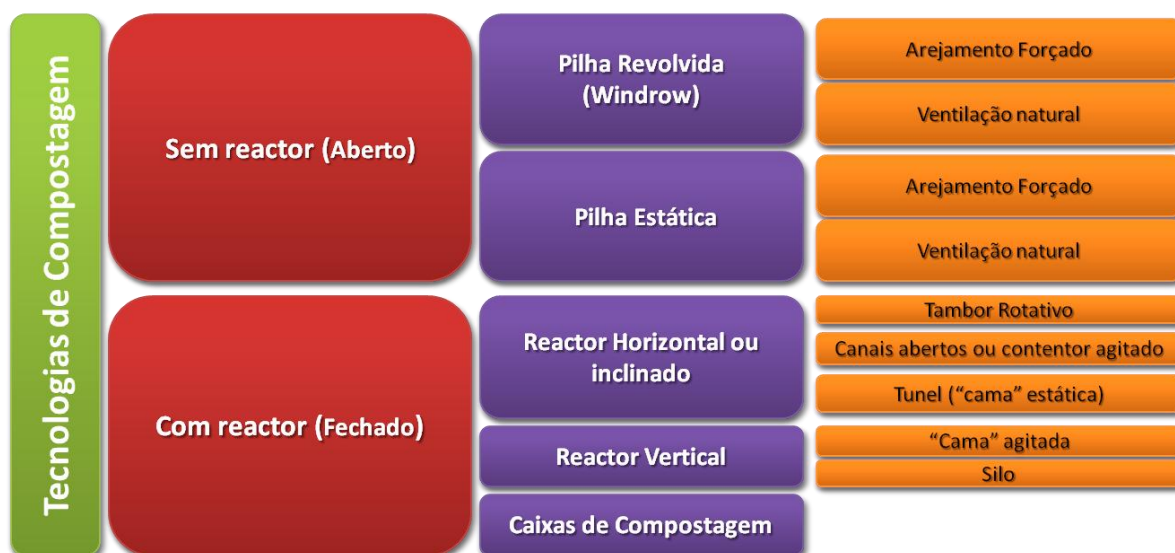 Tecnologias de Compostagem
Sem reactor (Aberto)
Pilha Revolvida
(Windrow)
Arejamento Forçado
Ventilação natural
Pilha Estática
Arejamento Forçado
Ventilação natural
Com reactor (Fechado)
Reactor Horizontal ou
inclinado
Tambor Rotativo
Canais abertos ou contentor agitado
Tunel (“cama” estática)
Reactor Vertical
“Cama” agitada
Silo
Caixas de Compostagem